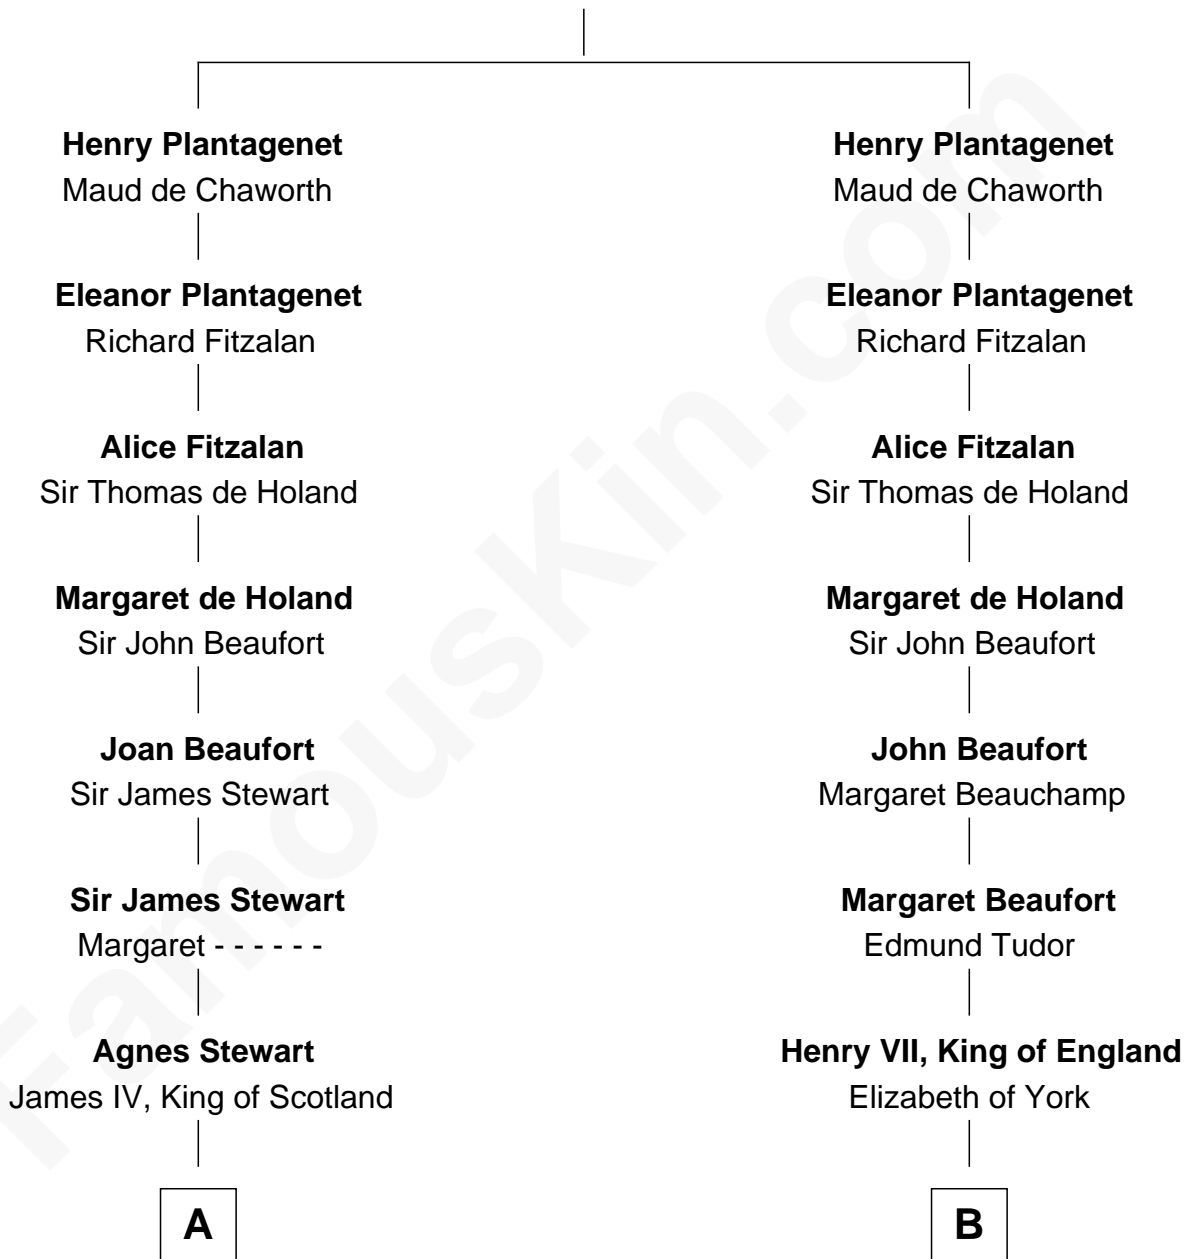 Henry Plantagenet
Maud de Chaworth
Eleanor Plantagenet
Richard Fitzalan
Alice Fitzalan
Sir Thomas de Holand
Margaret de Holand
Sir John Beaufort
Joan Beaufort
Sir James Stewart
Sir James Stewart
Margaret - - - - - -
Agnes Stewart
James IV, King of Scotland
A
Henry Plantagenet
Maud de Chaworth
Eleanor Plantagenet
Richard Fitzalan
Alice Fitzalan
Sir Thomas de Holand
Margaret de Holand
Sir John Beaufort
John Beaufort
Margaret Beauchamp
Margaret Beaufort
Edmund Tudor
Henry VII, King of England
Elizabeth of York
B
FamousKin.com